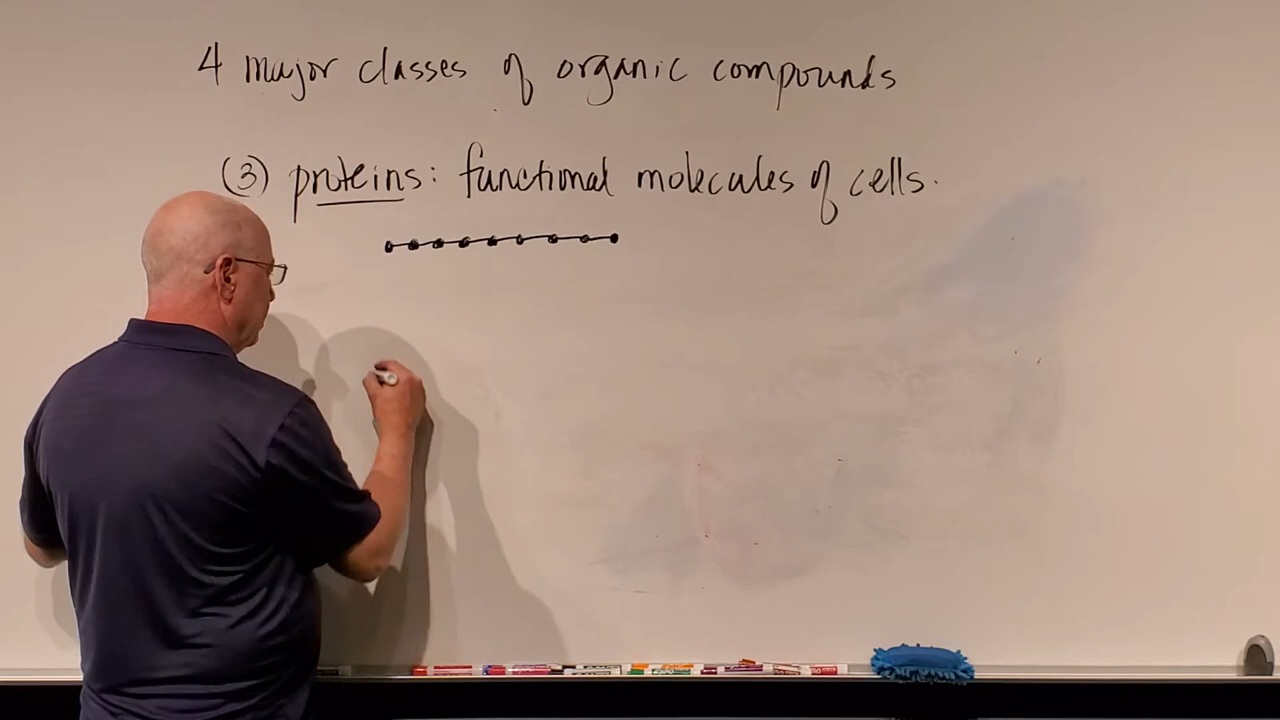 4 major classes of organic compounds
(3) proteins: functional molecules of cells.